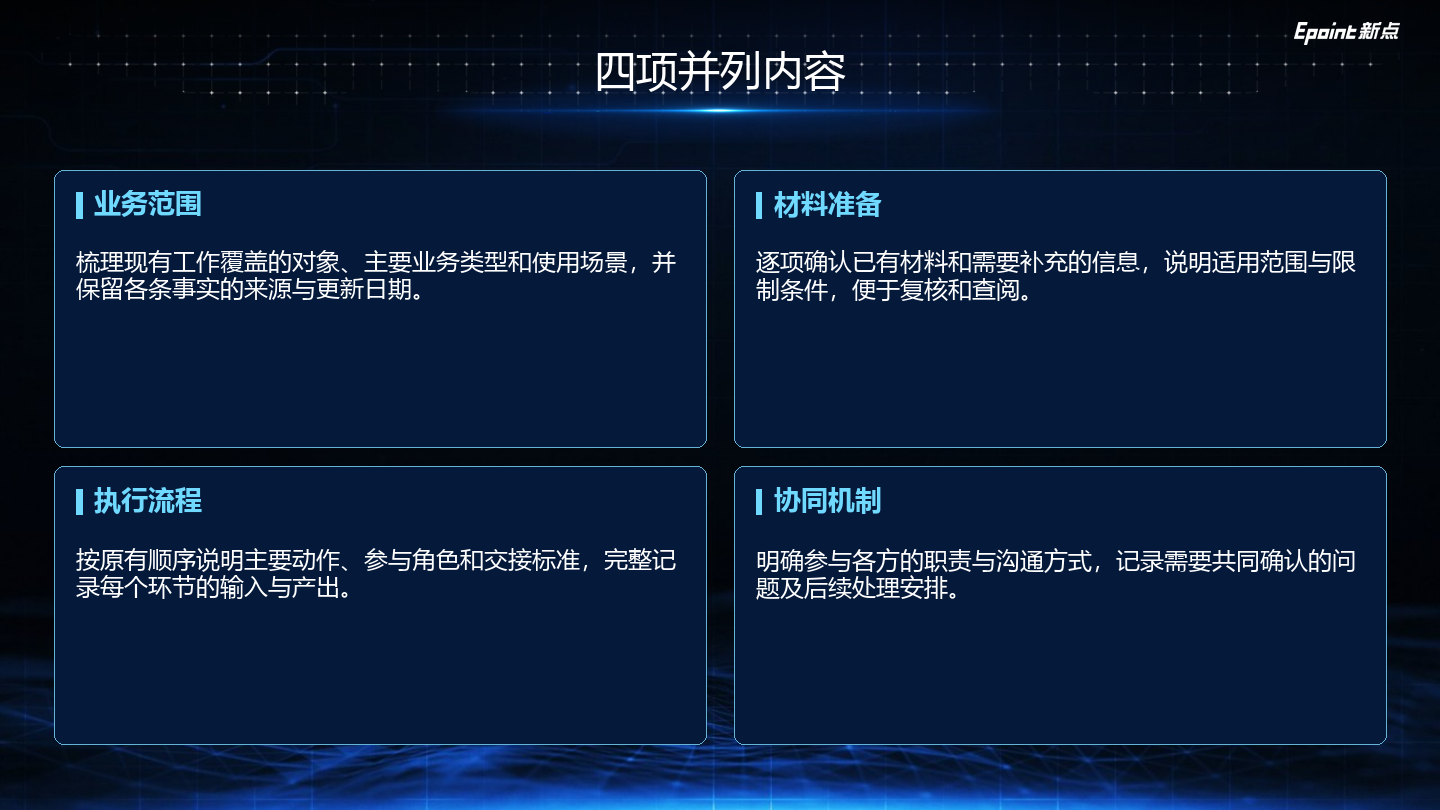 Epoint新点
四项并列内容
业务范围
梳理现有工作覆盖的对象、主要业务类型和使用场景，并
保留各条事实的来源与更新日期。
材料准备
逐项确认已有材料和需要补充的信息，说明适用范围与限
制条件，便于复核和查阅。
执行流程
按原有顺序说明主要动作、参与角色和交接标准，完整记
录每个环节的输入与产出。
协同机制
明确参与各方的职责与沟通方式，记录需要共同确认的问
题及后续处理安排。